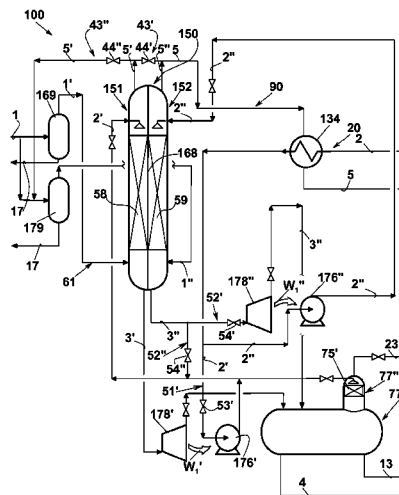 100
43" 43'
5' 44" 5' 44' 5" 5 150
2"
151 152
169 1' 90
2' 2" 134
1 20 2
168
17 58 59 5
179
3"
17 178" 176"
61 1" W₁" 2"
52'
3" 54'
3' 52" 2' 2" 75' 23
54" 77"
51' 53' 77'
178'
W₁' 176'
4 13